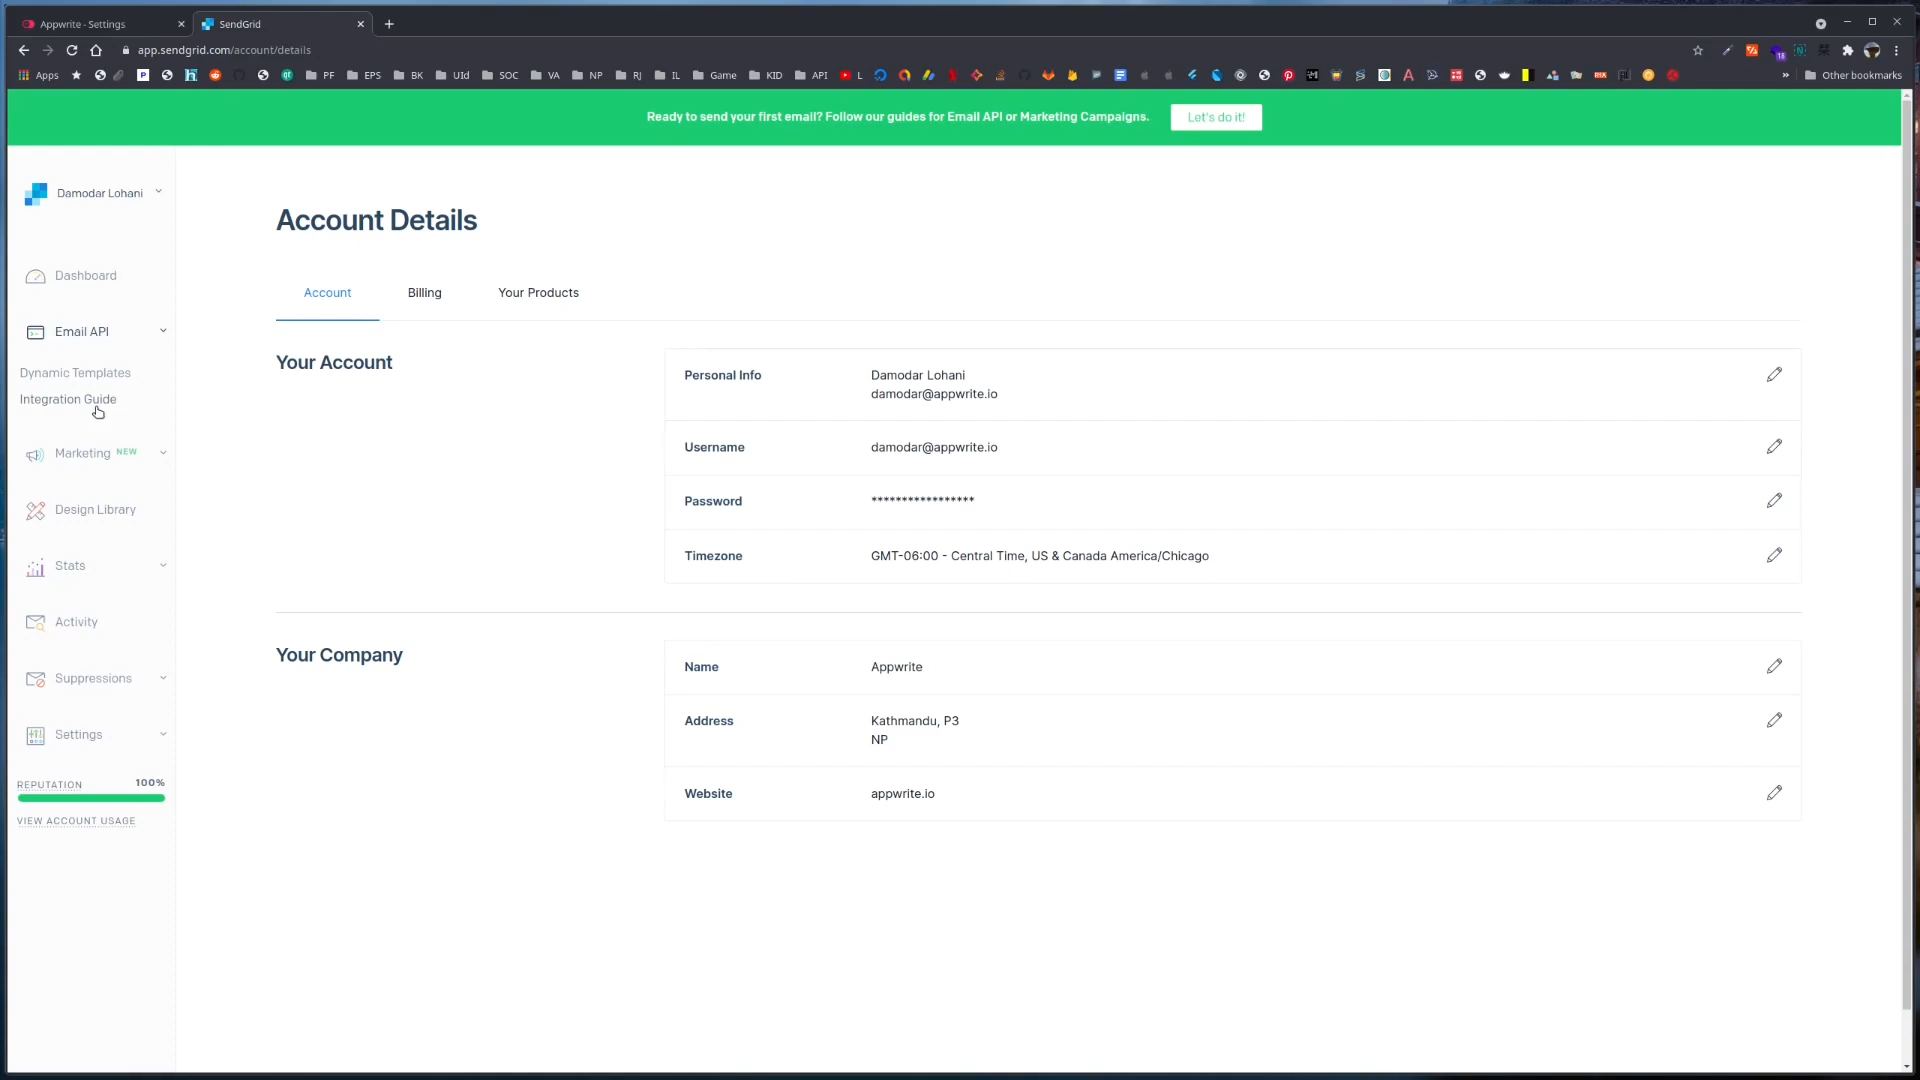 Appwrite - Settings
SendGrid
app.sendgrid.com/account/details
Apps PF EPS BK UId SOC VA NP RJ IL Game KID API L Other bookmarks
Ready to send your first email? Follow our guides for Email API or Marketing Campaigns. Let's do it!
Damodar Lohani
Dashboard
Email API
Dynamic Templates
Integration Guide
Marketing NEW
Design Library
Stats
Activity
Suppressions
Settings
REPUTATION 100%
VIEW ACCOUNT USAGE
Account Details
Account Billing Your Products
Your Account
Personal Info Damodar Lohani
damodar@appwrite.io
Username damodar@appwrite.io
Password *****************
Timezone GMT-06:00 - Central Time, US & Canada America/Chicago
Your Company
Name Appwrite
Address Kathmandu, P3
NP
Website appwrite.io